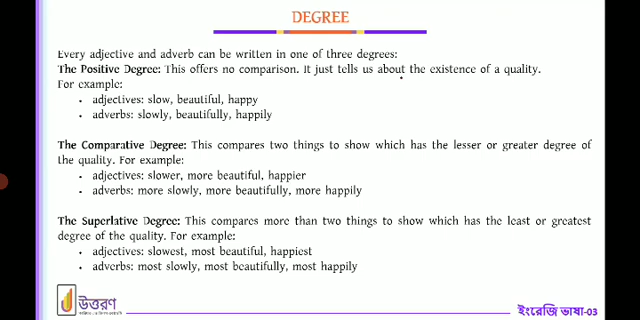 DEGREE
Every adjective and adverb can be written in one of three degrees:
The Positive Degree: This offers no comparison. It just tells us about the existence of a quality.
For example:
• adjectives: slow, beautiful, happy
• adverbs: slowly, beautifully, happily
The Comparative Degree: This compares two things to show which has the lesser or greater degree of
the quality. For example:
• adjectives: slower, more beautiful, happier
• adverbs: more slowly, more beautifully, more happily
The Superlative Degree: This compares more than two things to show which has the least or greatest
degree of the quality. For example:
• adjectives: slowest, most beautiful, happiest
• adverbs: most slowly, most beautifully, most happily
উত্তরণ
ইংরেজি ভাষা-03